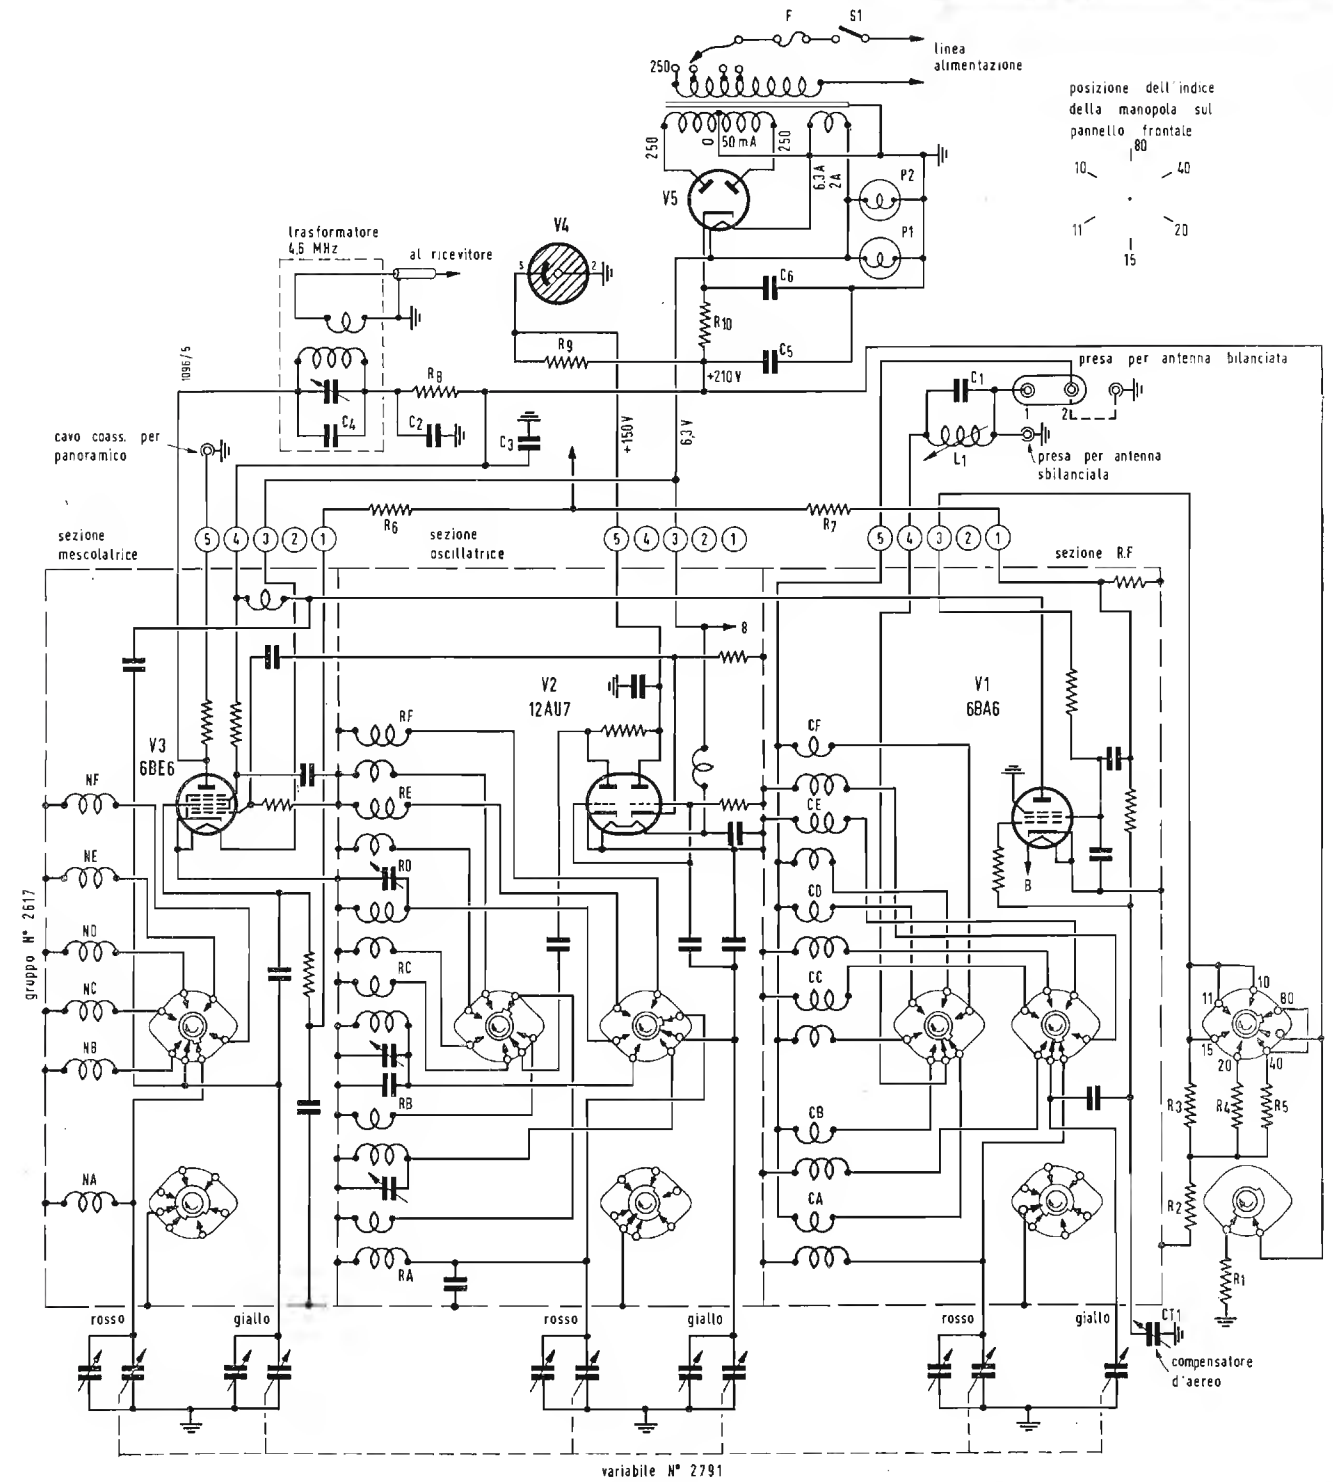 F
S1
linea
alimentazione
250
posizione dell'indice
della manopola sul
pannello frontale
80
10
40
11
20
15
250
0
50mA
250
6,3A
2A
V5
P2
P1
V4
5
2
trasformatore
4,6 MHz
al ricevitore
C6
R10
R9
C5
+210V
1096/5
R8
C4
C2
C3
+150V
6,3V
C1
L1
presa per antenna bilanciata
1
2
presa per antenna
sbilanciata
cavo coass. per
panoramico
R6
R7
sezione
mescolatrice
5
4
3
2
1
sezione
oscillatrice
5
4
3
2
1
5
4
3
2
1
sezione R.F
8
V2
12AU7
V1
6BA6
V3
6BE6
RF
CF
NF
RE
CE
NE
RD
CD
B
gruppo N° 2617
ND
RC
CC
NC
NB
10
11
80
15
20
40
RB
CB
R3
R4
R5
NA
CA
R2
RA
R1
rosso
giallo
rosso
giallo
rosso
giallo
CT1
compensatore
d'aereo
variabile N° 2791